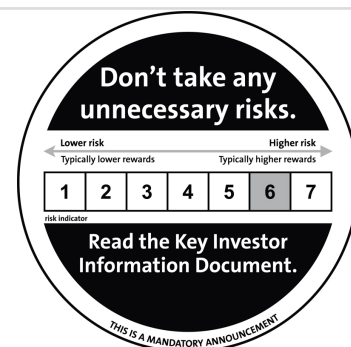 Don't take any
unnecessary risks.
Lower risk Higher risk
Typically lower rewards Typically higher rewards
1 2 3 4 5 6 7
risk indicator
Read the Key Investor
Information Document.
THIS IS A MANDATORY ANNOUNCEMENT